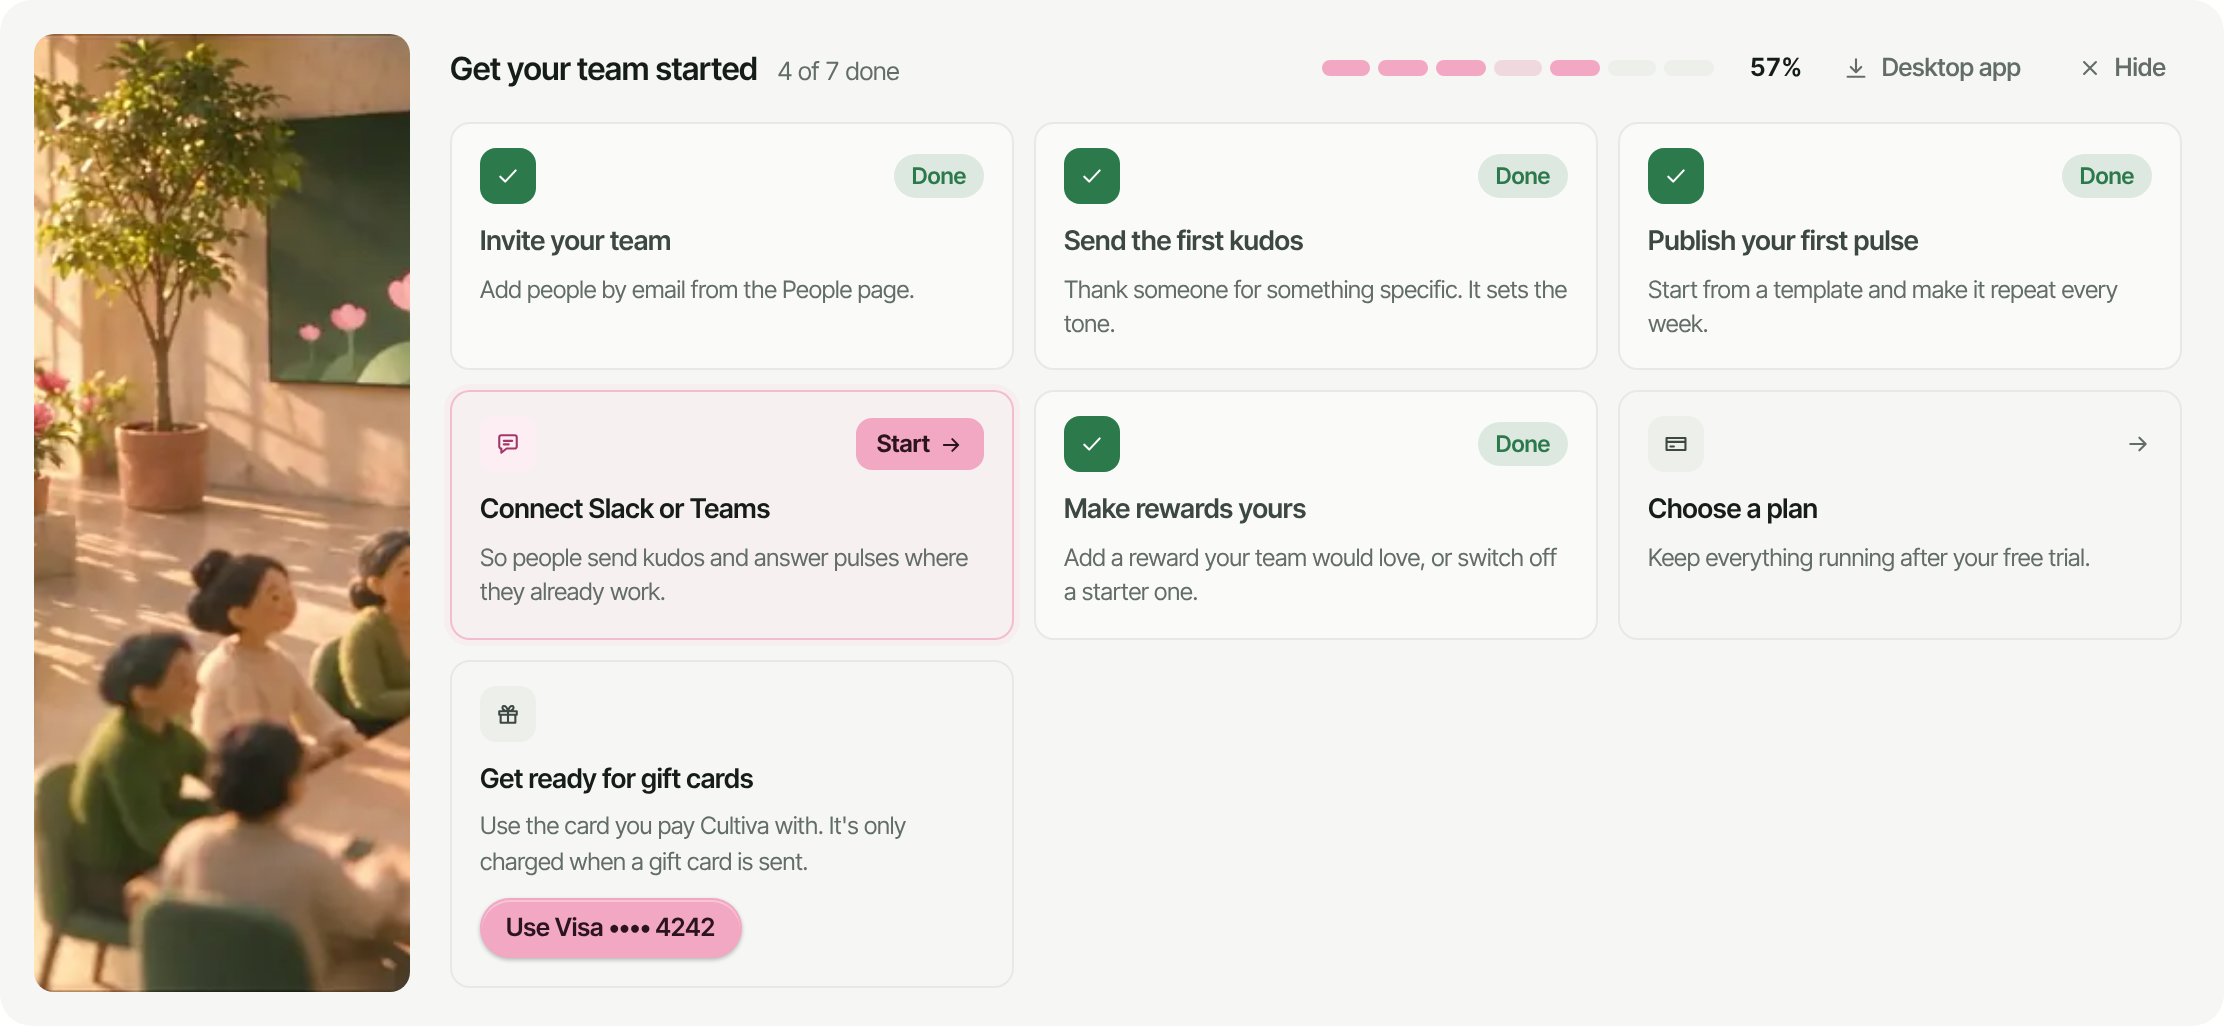 Get your team started 4 of 7 done
57% Desktop app Hide
Done
Invite your team
Add people by email from the People page.
Done
Send the first kudos
Thank someone for something specific. It sets the
tone.
Done
Publish your first pulse
Start from a template and make it repeat every
week.
Start →
Connect Slack or Teams
So people send kudos and answer pulses where
they already work.
Done
Make rewards yours
Add a reward your team would love, or switch off
a starter one.
Choose a plan
Keep everything running after your free trial.
Get ready for gift cards
Use the card you pay Cultiva with. It's only
charged when a gift card is sent.
Use Visa •••• 4242